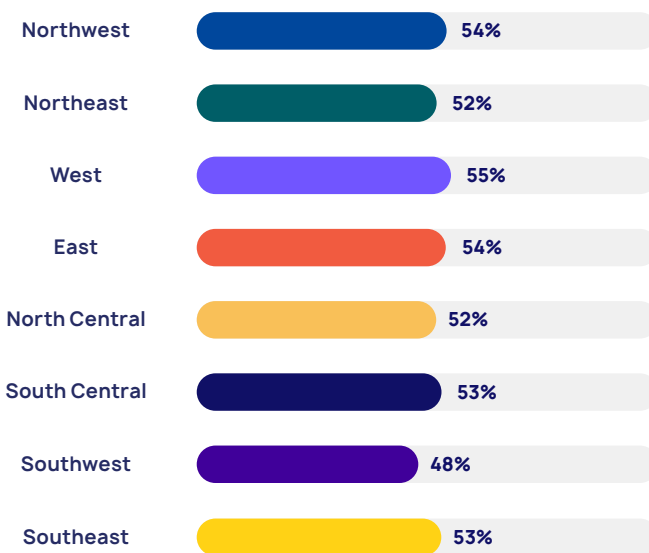 Northwest 54%
Northeast 52%
West 55%
East 54%
North Central 52%
South Central 53%
Southwest 48%
Southeast 53%